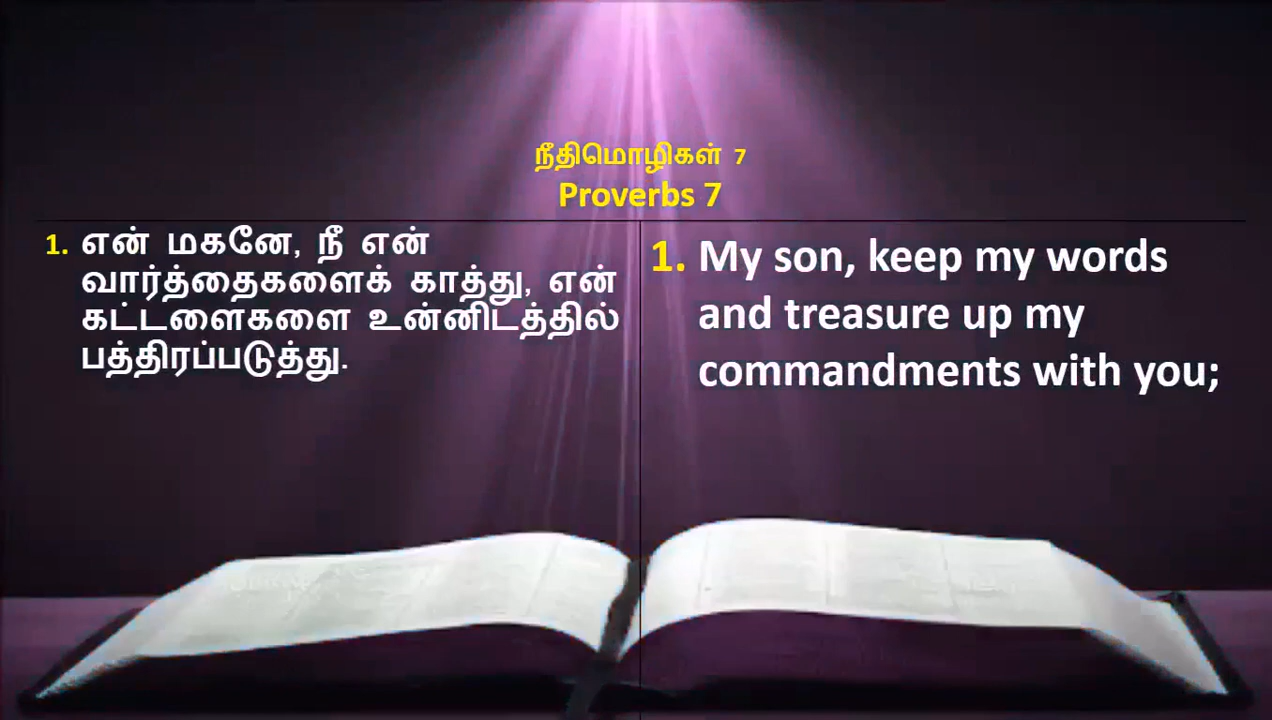 நீதிமொழிகள் 7
Proverbs 7
1. என் மகனே, நீ என்
வார்த்தைகளைக் காத்து, என்
கட்டளைகளை உன்னிடத்தில்
பத்திரப்படுத்து.
1. My son, keep my words
and treasure up my
commandments with you;